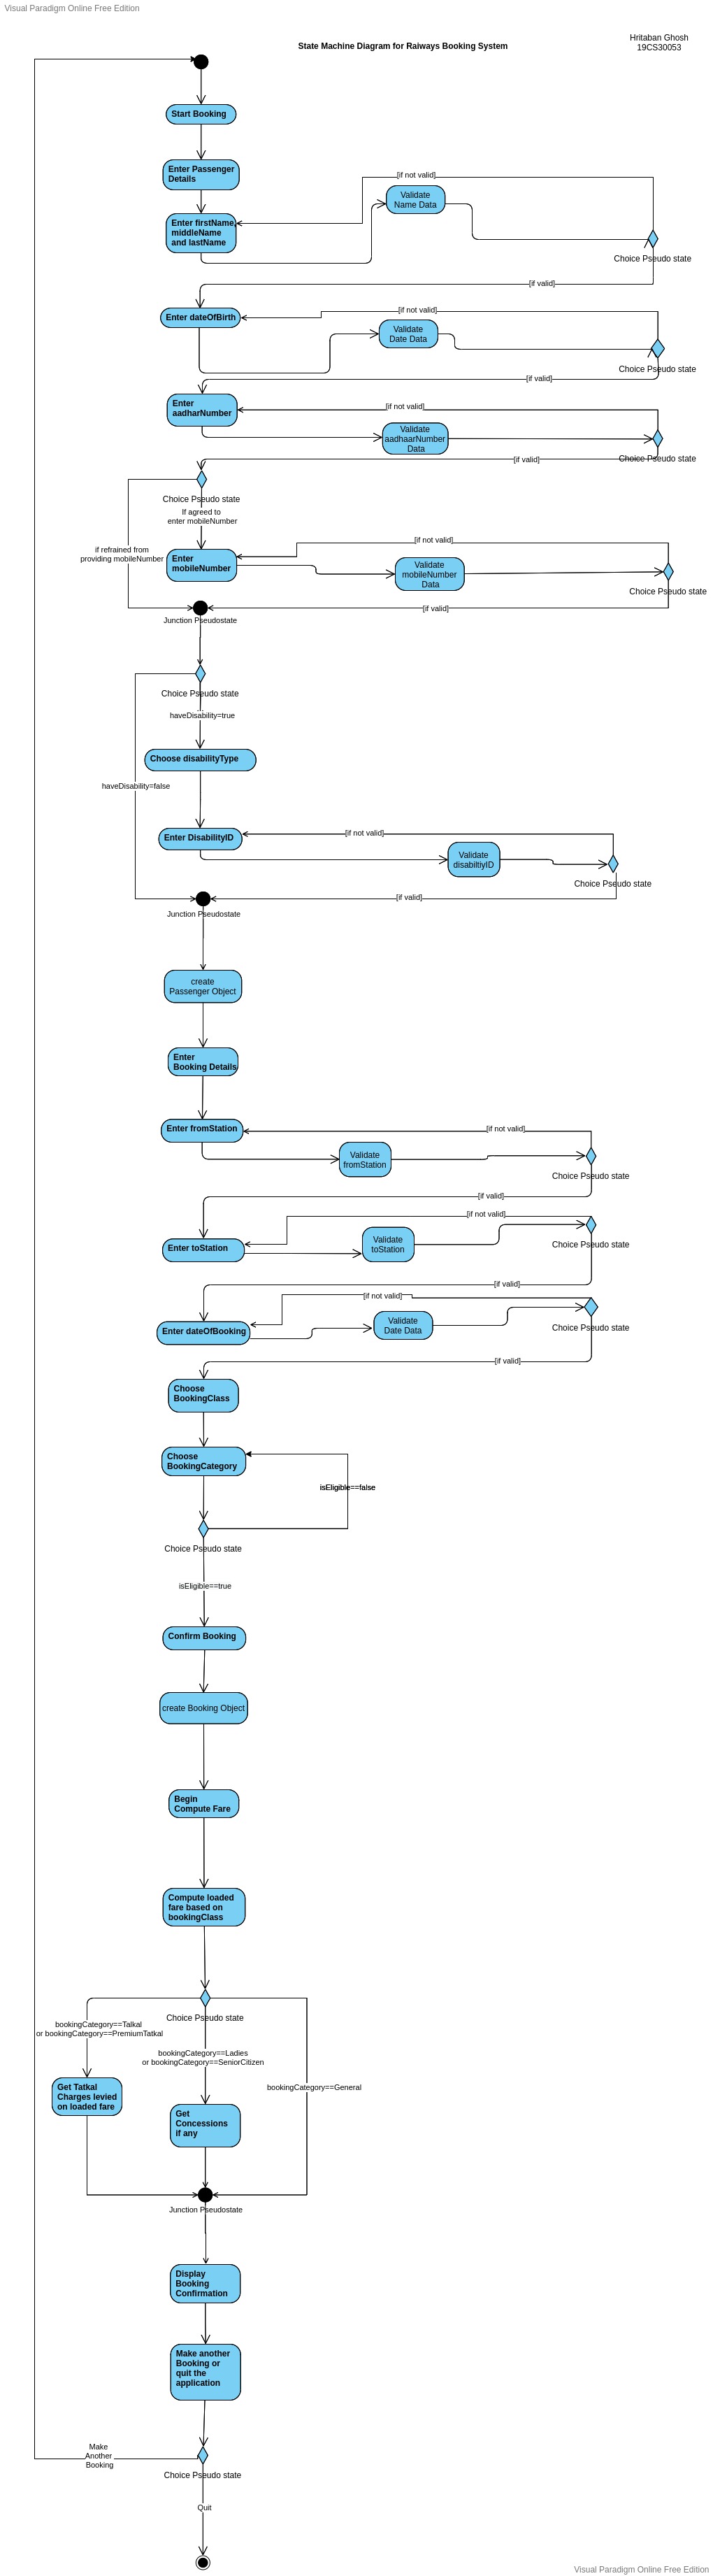 Visual Paradigm Online Free Edition
State Machine Diagram for Raiways Booking System
Hritaban Ghosh
19CS30053
Start Booking
Enter Passenger
Details
[if not valid]
Validate
Name Data
Enter firstName,
middleName
and lastName
Choice Pseudo state
[if valid]
Enter dateOfBirth
[if not valid]
Validate
Date Data
Choice Pseudo state
[if valid]
Enter
aadharNumber
[if not valid]
Validate
aadhaarNumber
Data
Choice Pseudo state
[if valid]
Choice Pseudo state
If agreed to
enter mobileNumber
if refrained from
providing mobileNumber
Enter
mobileNumber
[if not valid]
Validate
mobileNumber
Data
Choice Pseudo state
[if valid]
Junction Pseudostate
Choice Pseudo state
haveDisability=true
Choose disabilityType
haveDisability=false
Enter DisabilityID
[if not valid]
Validate
disabiltiyID
Choice Pseudo state
[if valid]
Junction Pseudostate
create
Passenger Object
Enter
Booking Details
Enter fromStation
[if not valid]
Validate
fromStation
Choice Pseudo state
[if valid]
[if not valid]
Enter toStation
Validate
toStation
Choice Pseudo state
[if valid]
[if not valid]
Enter dateOfBooking
Validate
Date Data
Choice Pseudo state
[if valid]
Choose
BookingClass
Choose
BookingCategory
isEligible==false
Choice Pseudo state
isEligible==true
Confirm Booking
create Booking Object
Begin
Compute Fare
Compute loaded
fare based on
bookingClass
Choice Pseudo state
bookingCategory==Talkal
or bookingCategory==PremiumTatkal
bookingCategory==Ladies
or bookingCategory==SeniorCitizen
bookingCategory==General
Get Tatkal
Charges levied
on loaded fare
Get
Concessions
if any
Junction Pseudostate
Display
Booking
Confirmation
Make another
Booking or
quit the
application
Make
Another
Booking
Choice Pseudo state
Quit
Visual Paradigm Online Free Edition